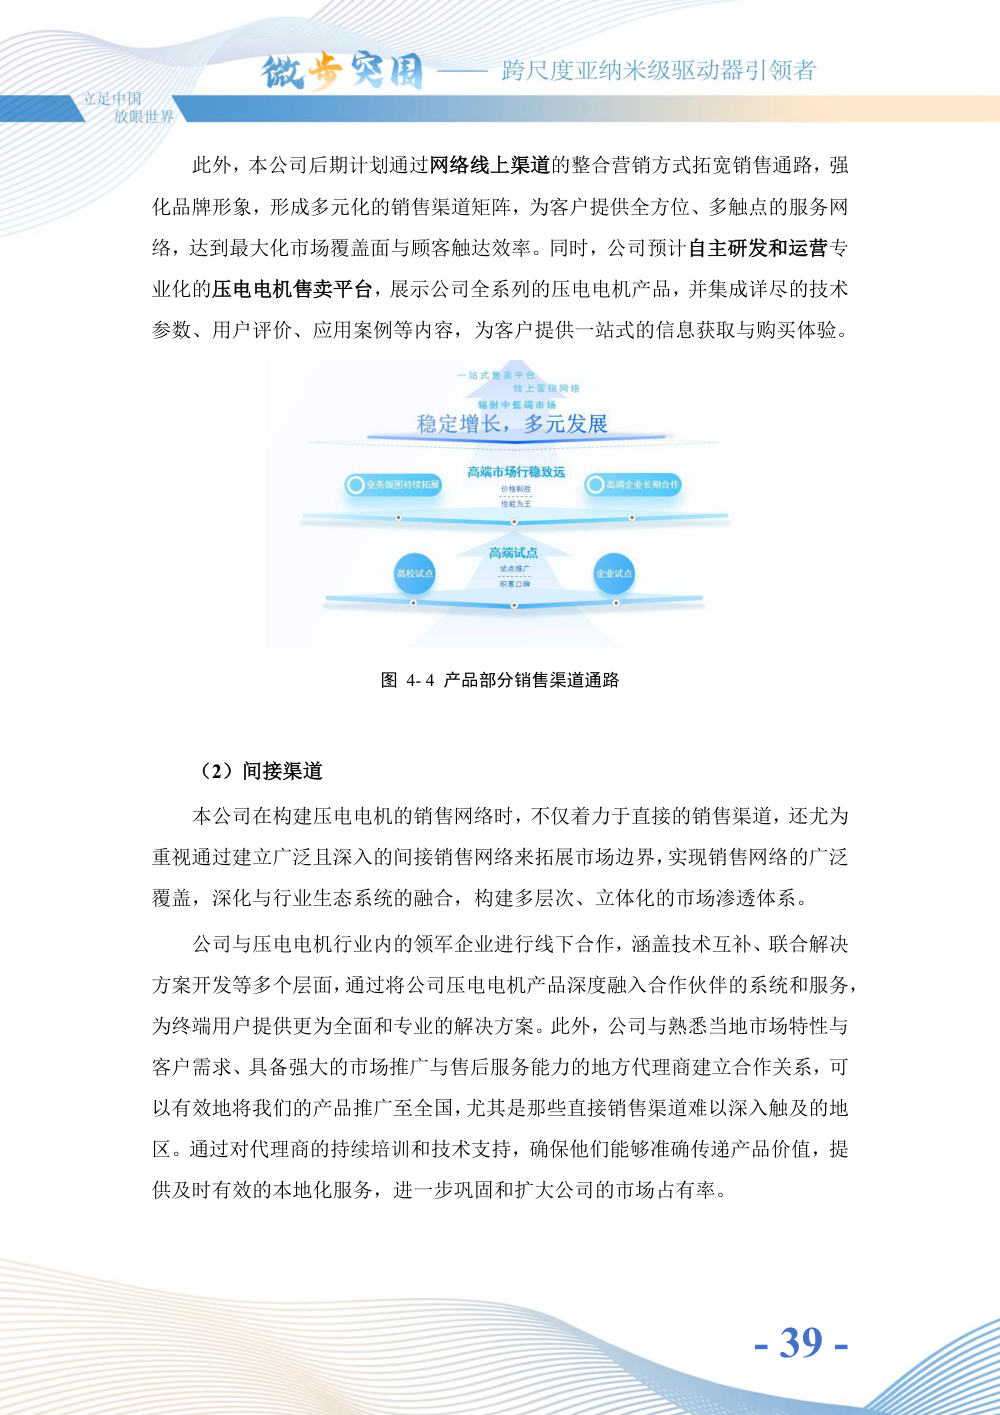 微步突围 —— 跨尺度亚纳米级驱动器引领者
立足中国
放眼世界
此外，本公司后期计划通过网络线上渠道的整合营销方式拓宽销售通路，强
化品牌形象，形成多元化的销售渠道矩阵，为客户提供全方位、多触点的服务网
络，达到最大化市场覆盖面与顾客触达效率。同时，公司预计自主研发和运营专
业化的压电电机售卖平台，展示公司全系列的压电电机产品，并集成详尽的技术
参数、用户评价、应用案例等内容，为客户提供一站式的信息获取与购买体验。
一站式售卖平台
线上营销网络
辐射中低端市场
稳定增长，多元发展
高端市场行稳致远
业务版图持续拓展
价格制胜
性能为王
高端企业长期合作
高端试点
高校试点
试点推广
积累口碑
企业试点
图 4- 4 产品部分销售渠道通路
（2）间接渠道
本公司在构建压电电机的销售网络时，不仅着力于直接的销售渠道，还尤为
重视通过建立广泛且深入的间接销售网络来拓展市场边界，实现销售网络的广泛
覆盖，深化与行业生态系统的融合，构建多层次、立体化的市场渗透体系。
公司与压电电机行业内的领军企业进行线下合作，涵盖技术互补、联合解决
方案开发等多个层面，通过将公司压电电机产品深度融入合作伙伴的系统和服务，
为终端用户提供更为全面和专业的解决方案。此外，公司与熟悉当地市场特性与
客户需求、具备强大的市场推广与售后服务能力的地方代理商建立合作关系，可
以有效地将我们的产品推广至全国，尤其是那些直接销售渠道难以深入触及的地
区。通过对代理商的持续培训和技术支持，确保他们能够准确传递产品价值，提
供及时有效的本地化服务，进一步巩固和扩大公司的市场占有率。
- 39 -